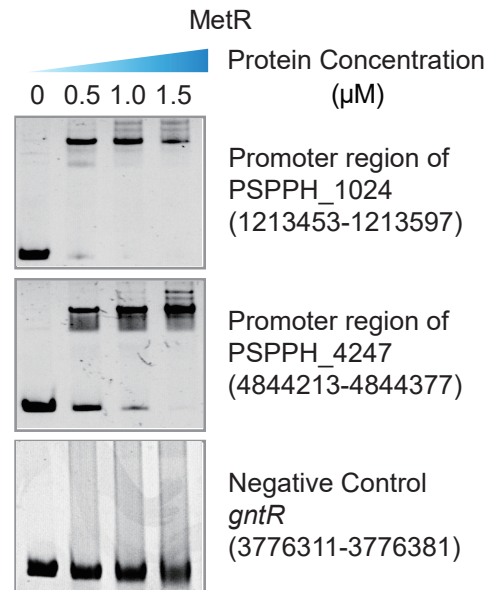 MetR
Protein Concentration
0 0.5 1.0 1.5 (µM)
Promoter region of
PSPPH_1024
(1213453-1213597)
Promoter region of
PSPPH_4247
(4844213-4844377)
Negative Control
gntR
(3776311-3776381)